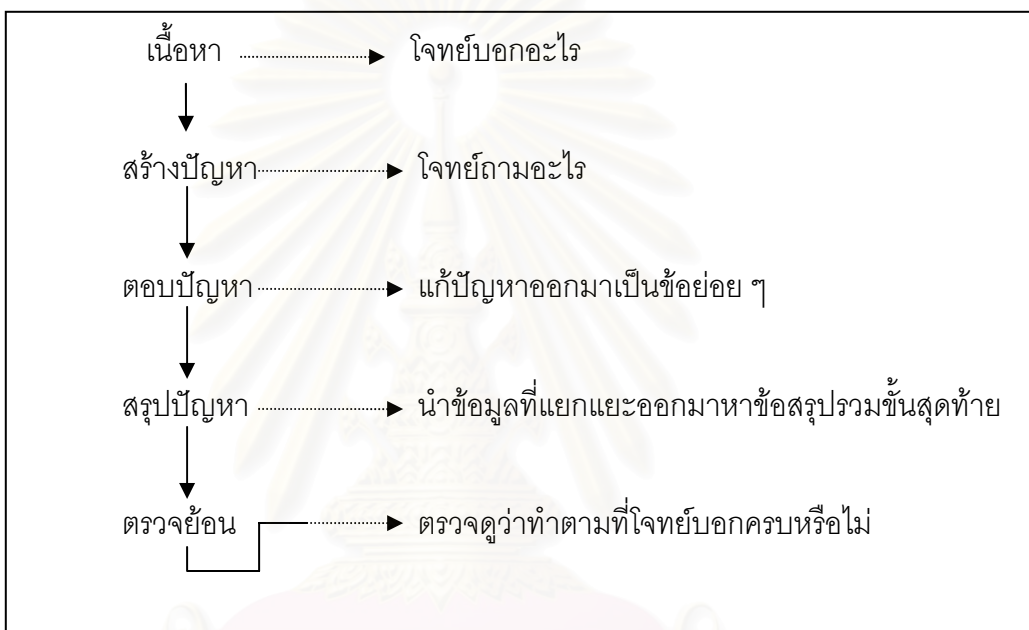 เนื้อหา โจทย์บอกอะไร
สร้างปัญหา โจทย์ถามอะไร
ตอบปัญหา แก้ปัญหาออกมาเป็นข้อย่อย ๆ
สรุปปัญหา นำข้อมูลที่แยกแยะออกมาหาข้อสรุปรวมขั้นสุดท้าย
ตรวจย้อน ตรวจดูว่าทำตามที่โจทย์บอกครบหรือไม่